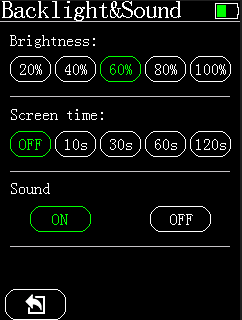 Backlight&Sound
Brightness:
20% 40% 60% 80% 100%
Screen time:
OFF 10s 30s 60s 120s
Sound
ON OFF